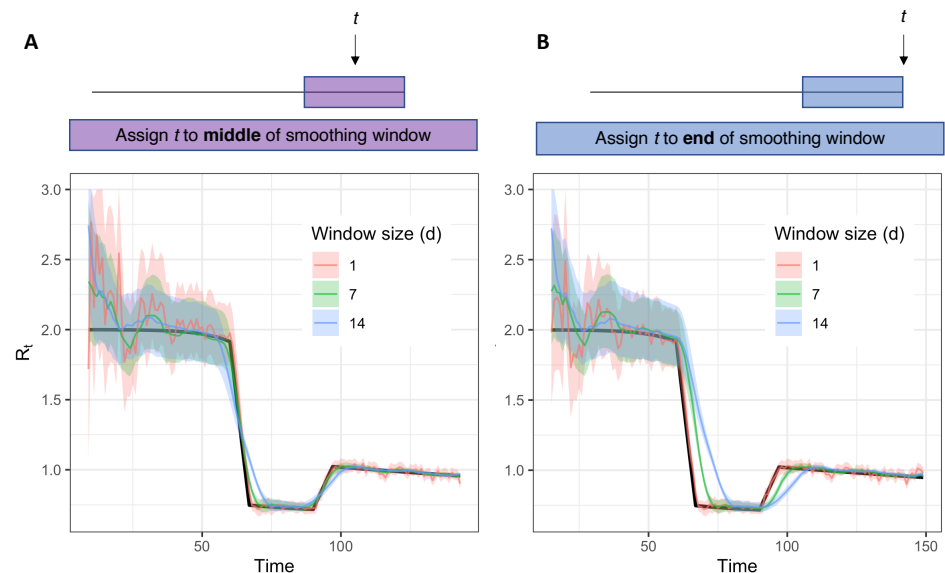 A
t
Assign t to middle of smoothing window
3.0
2.5
2.0
1.5
1.0
Rt
Window size (d)
1
7
14
50
100
Time
B
t
Assign t to end of smoothing window
3.0
2.5
2.0
1.5
1.0
Window size (d)
1
7
14
50
100
150
Time